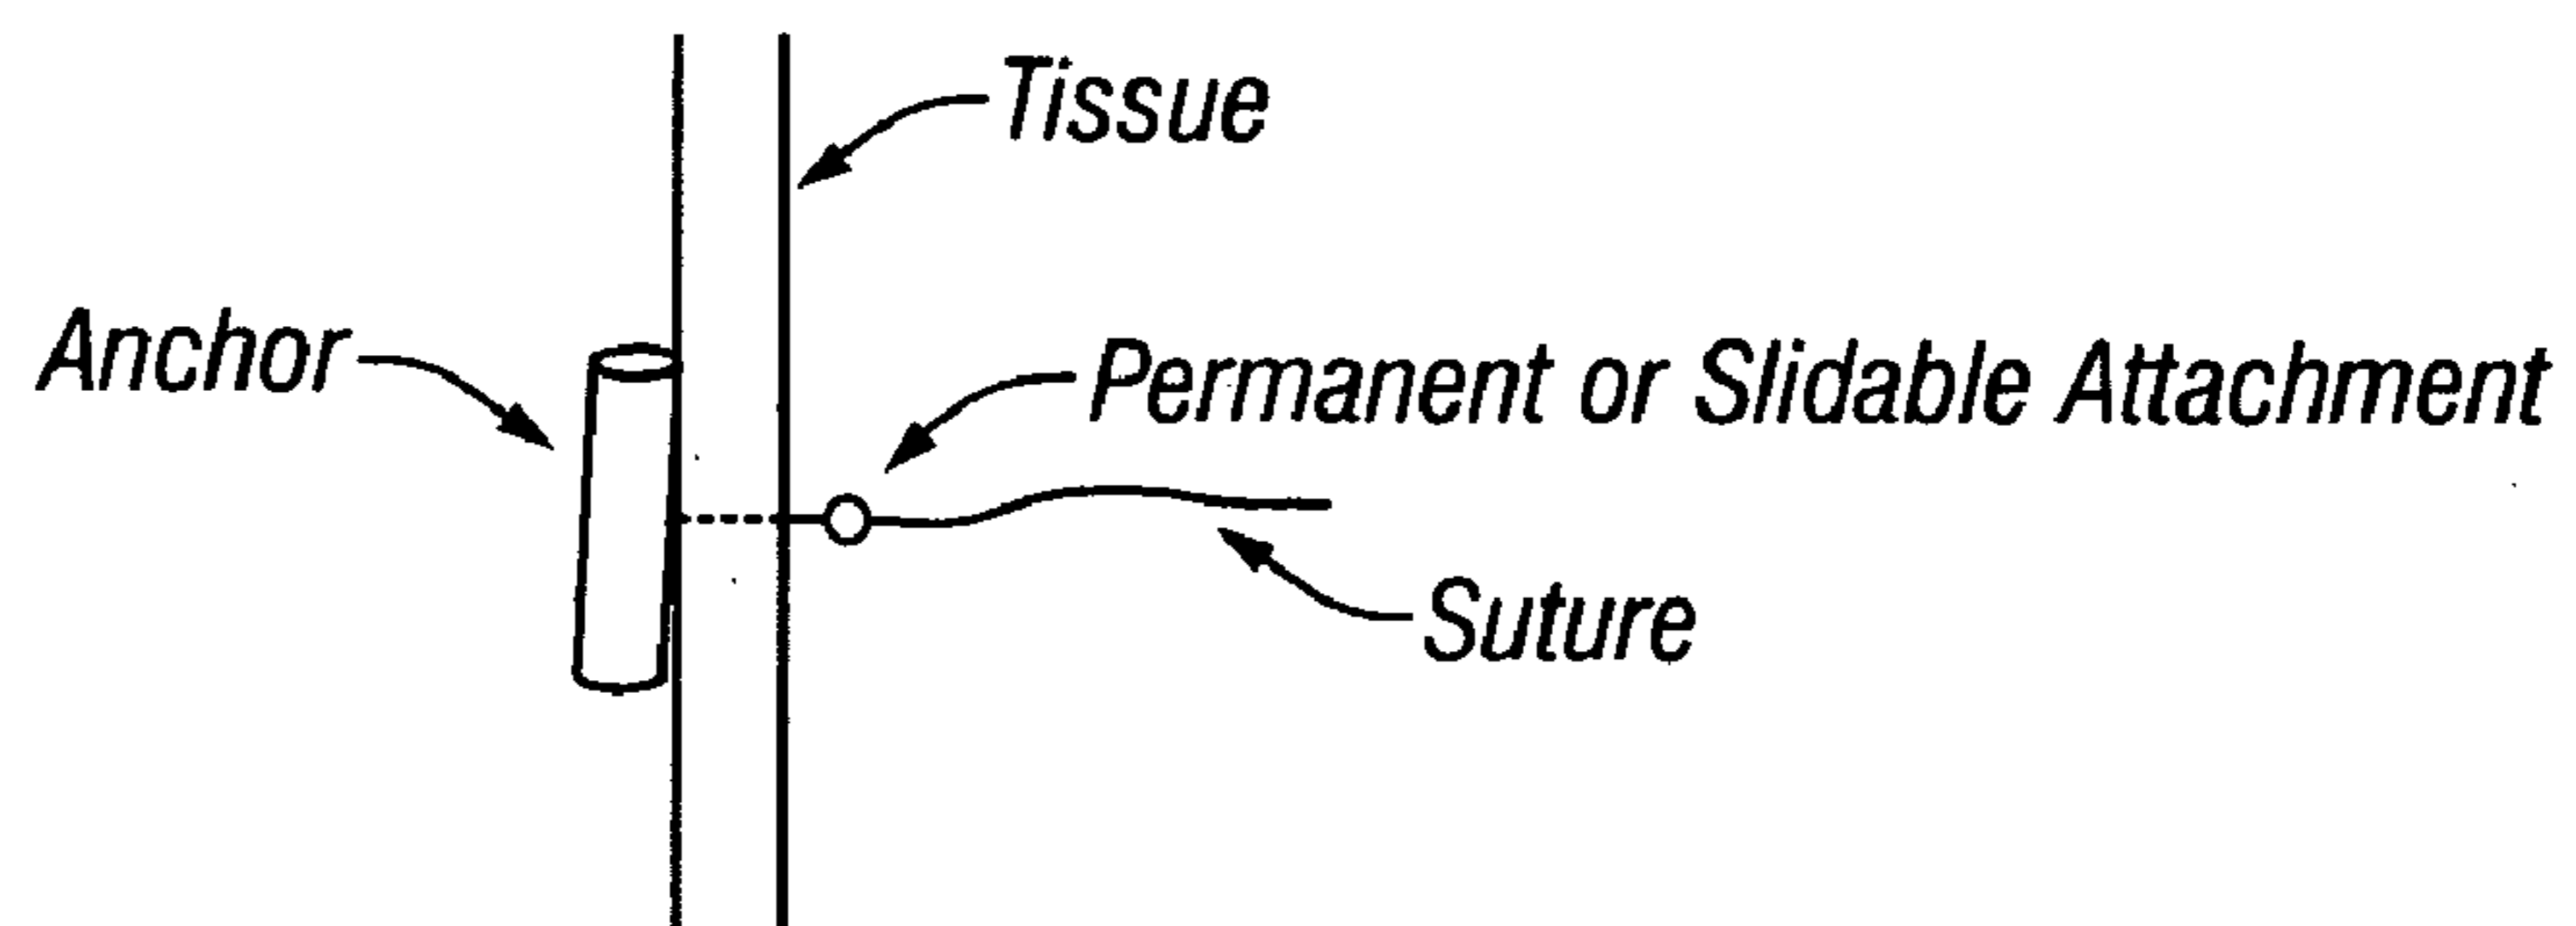 Tissue
Anchor
Permanent or Slidable Attachment
Suture